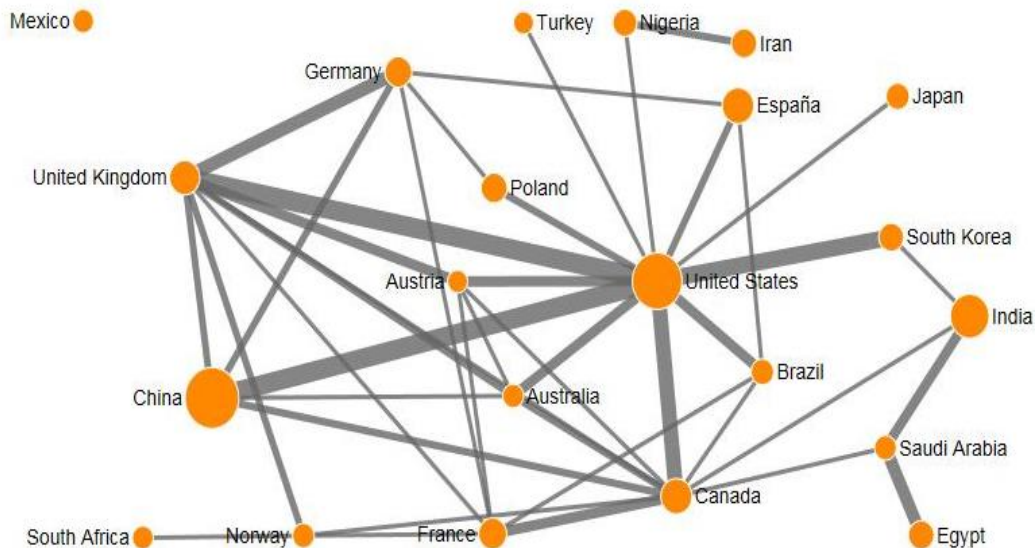 Mexico
Turkey
Nigeria
Iran
Germany
España
Japan
United Kingdom
Poland
South Korea
Austria
United States
India
China
Australia
Brazil
Saudi Arabia
Canada
South Africa
Norway
France
Egypt